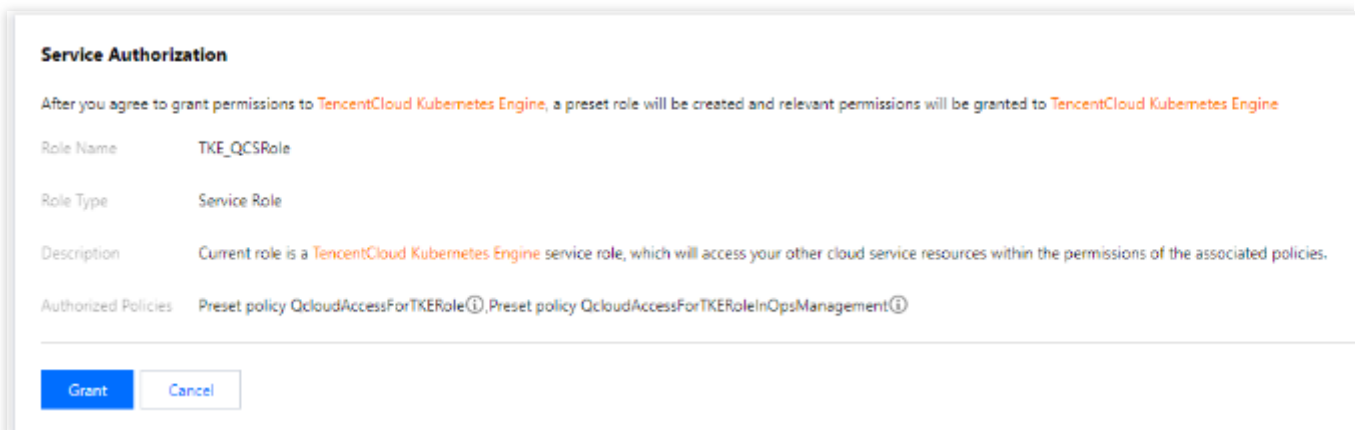 Service Authorization
After you agree to grant permissions to TencentCloud Kubernetes Engine, a preset role will be created and relevant permissions will be granted to TencentCloud Kubernetes Engine
Role Name TKE_QCSRole
Role Type Service Role
Description Current role is a TencentCloud Kubernetes Engine service role, which will access your other cloud service resources within the permissions of the associated policies.
Authorized Policies Preset policy QcloudAccessForTKERoleⓘ,Preset policy QcloudAccessForTKERoleInOpsManagementⓘ
Grant Cancel